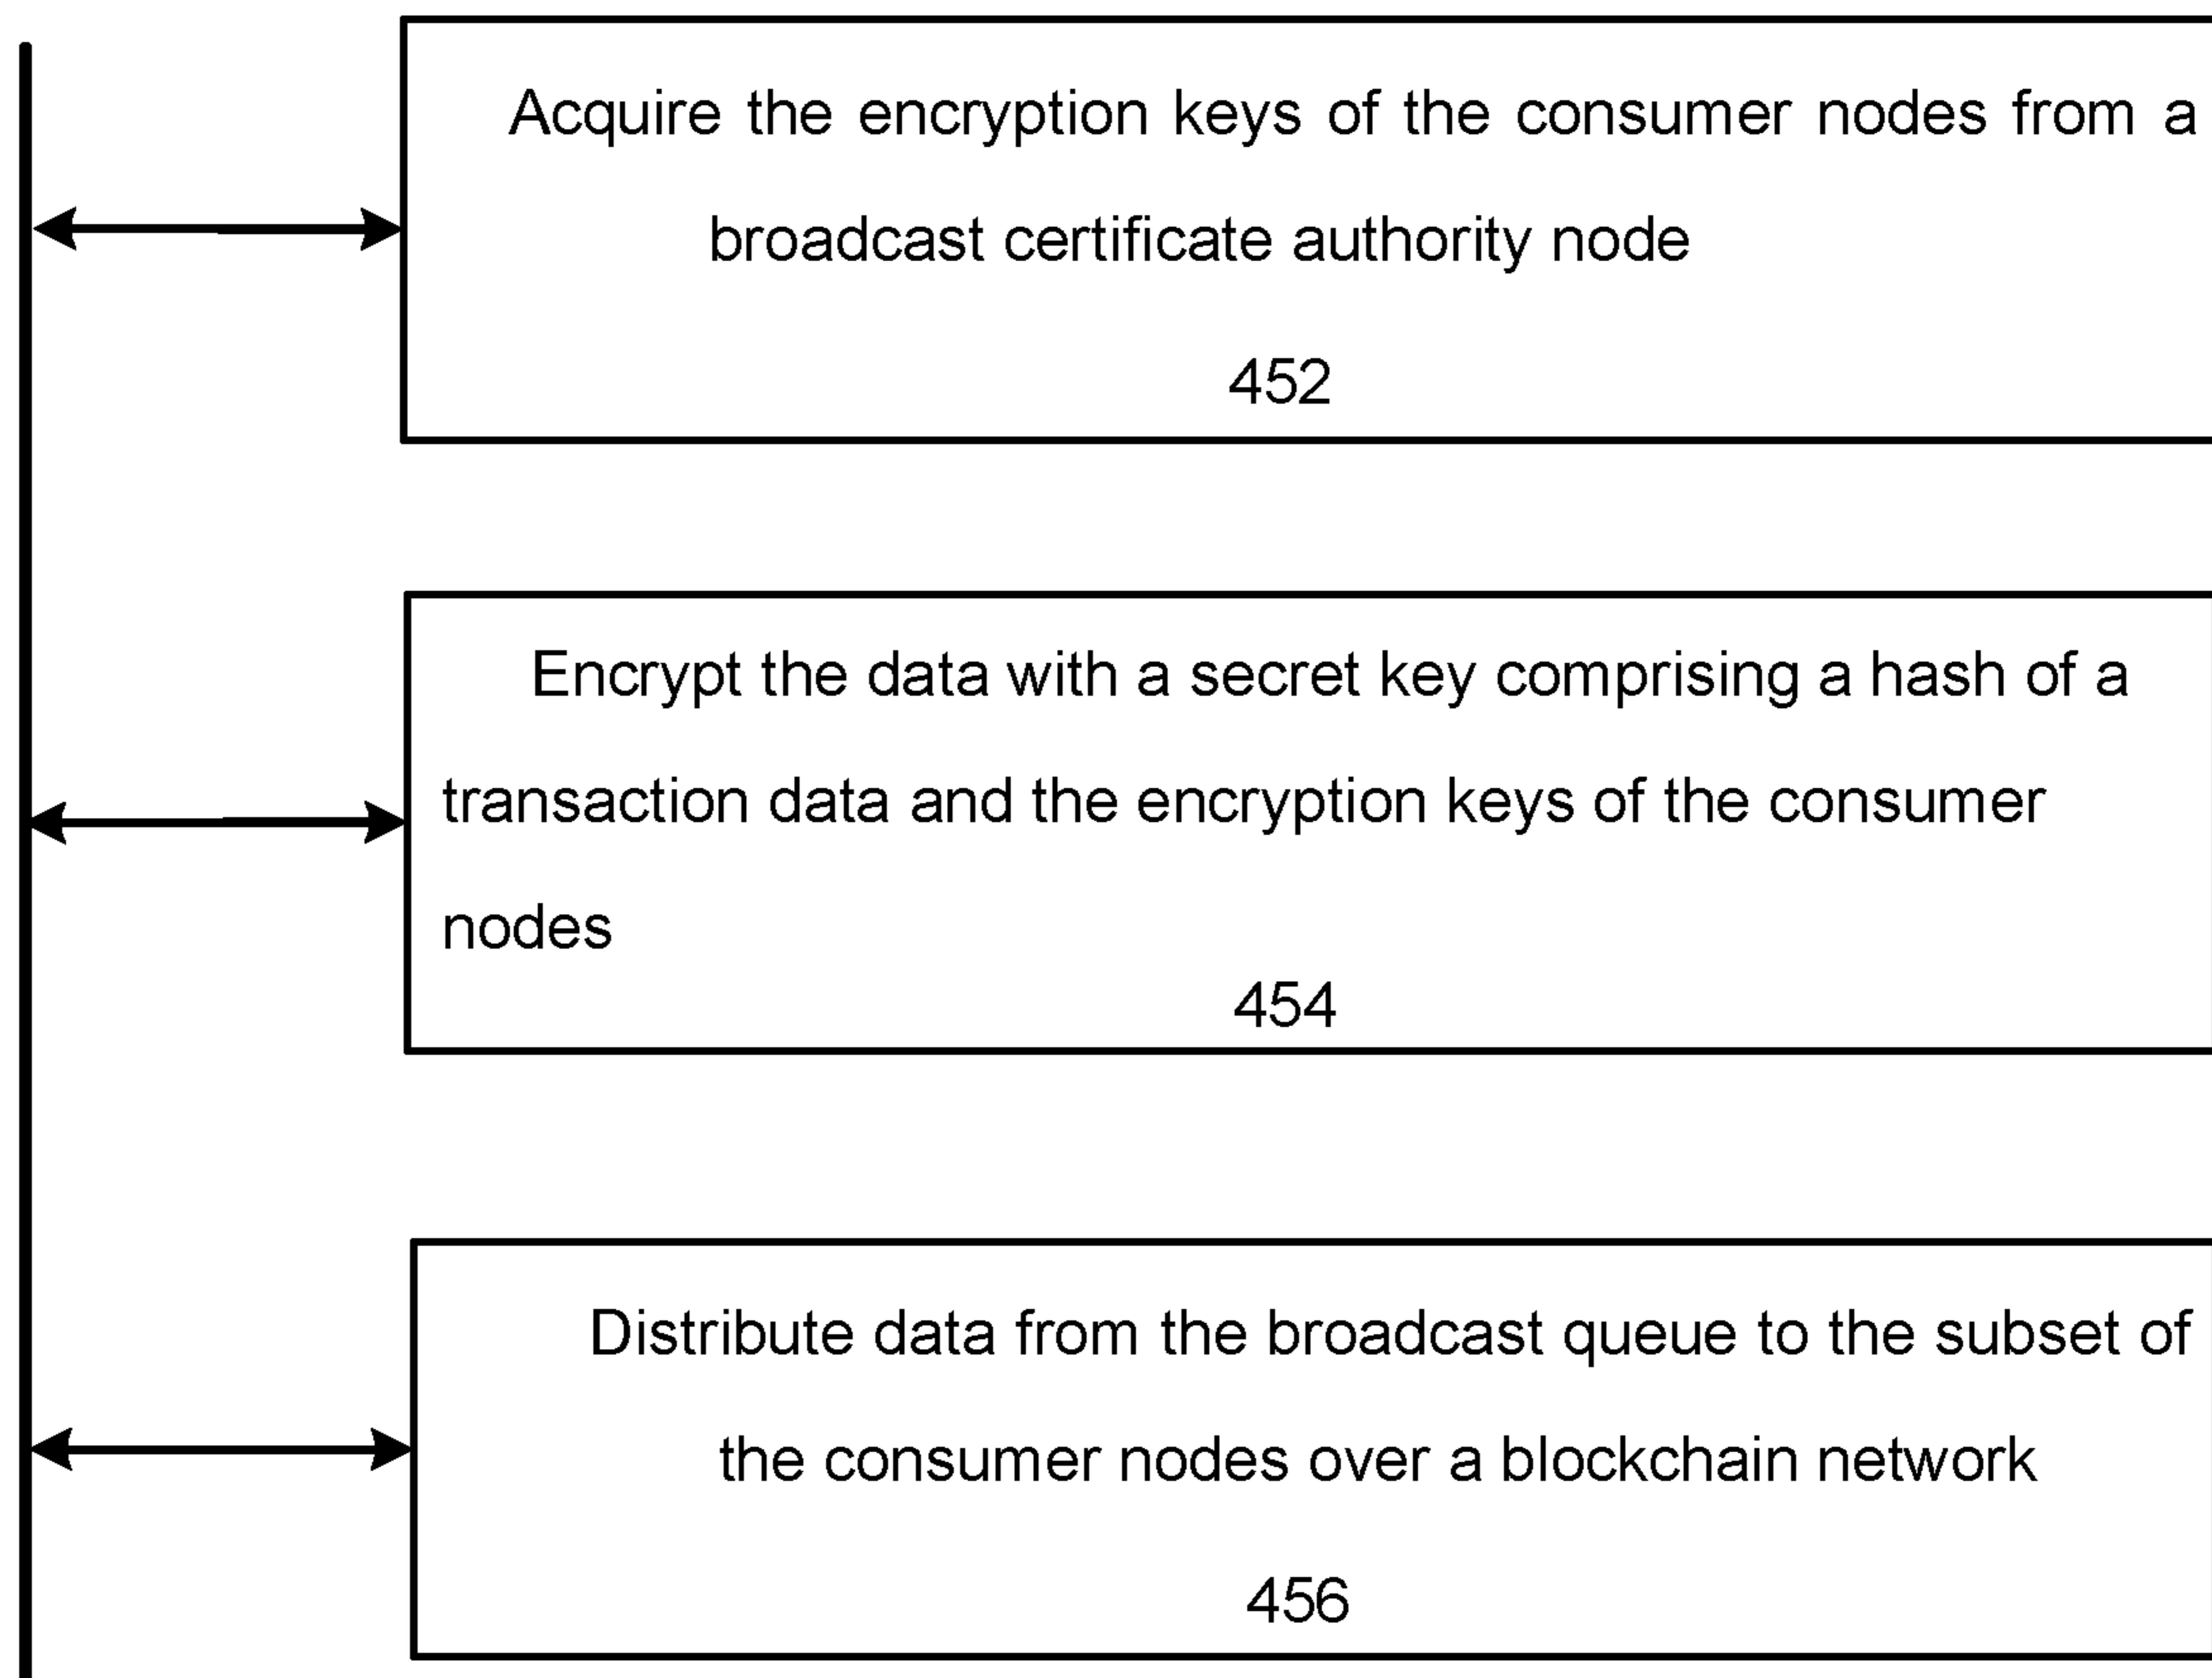 Acquire the encryption keys of the consumer nodes from a
broadcast certificate authority node
452
Encrypt the data with a secret key comprising a hash of a
transaction data and the encryption keys of the consumer
nodes
454
Distribute data from the broadcast queue to the subset of
the consumer nodes over a blockchain network
456